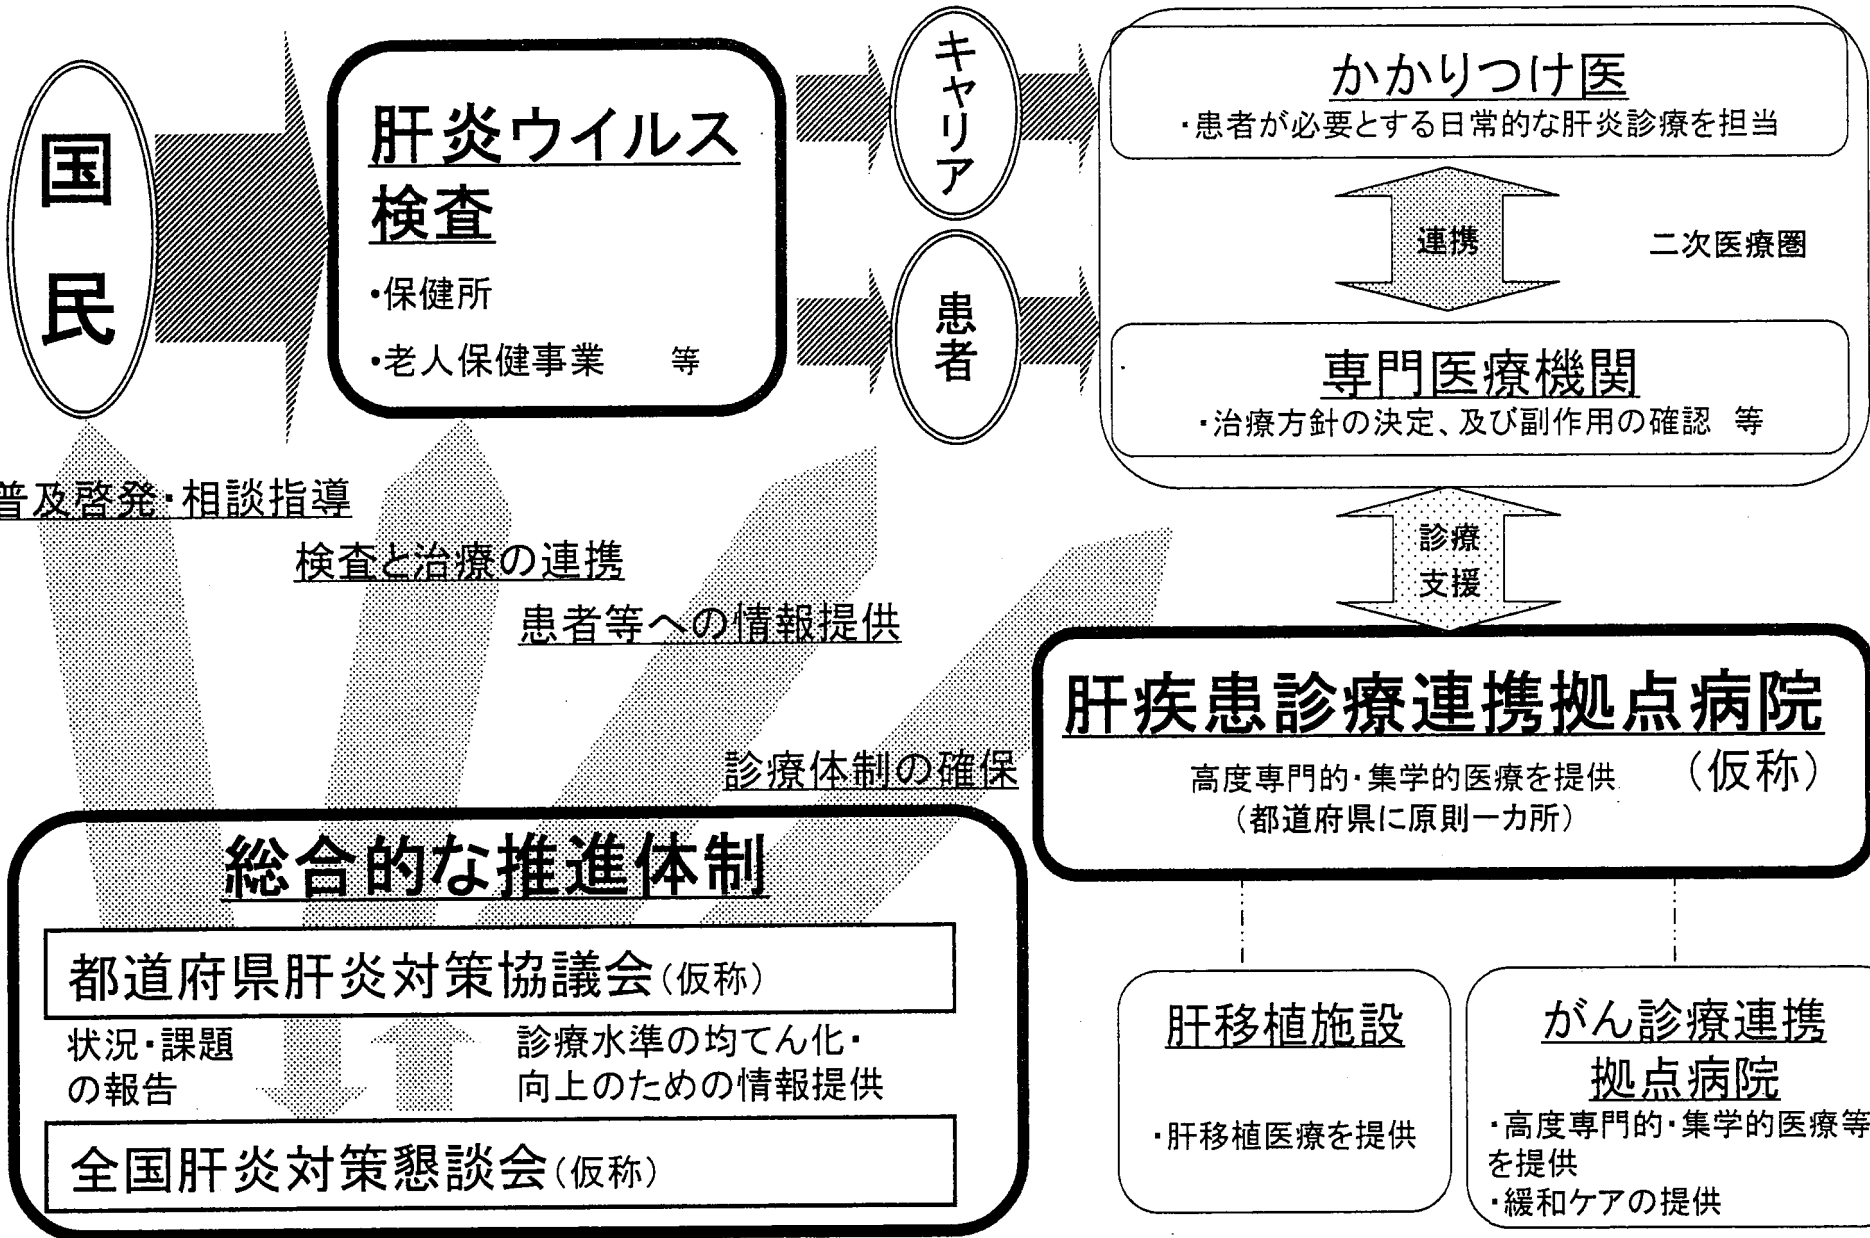 国
民
肝炎ウイルス
検査
・保健所
・老人保健事業 等
キャリア
患者
かかりつけ医
・患者が必要とする日常的な肝炎診療を担当
連携
二次医療圏
専門医療機関
・治療方針の決定、及び副作用の確認 等
普及啓発・相談指導
検査と治療の連携
患者等への情報提供
診療体制の確保
診療
支援
肝疾患診療連携拠点病院
(仮称)
高度専門的・集学的医療を提供
(都道府県に原則一カ所)
総合的な推進体制
都道府県肝炎対策協議会(仮称)
状況・課題
の報告
診療水準の均てん化・
向上のための情報提供
全国肝炎対策懇談会(仮称)
肝移植施設
・肝移植医療を提供
がん診療連携
拠点病院
・高度専門的・集学的医療等
を提供
・緩和ケアの提供